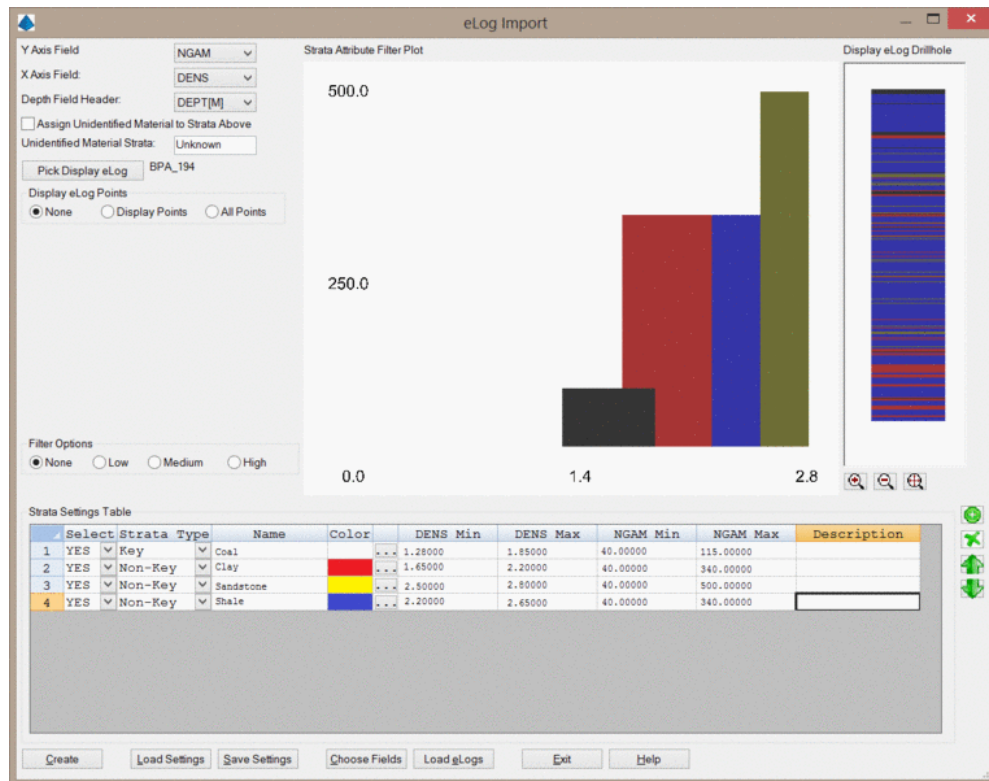 eLog Import
Y Axis Field NGAM
X Axis Field: DENS
Depth Field Header: DEPT[M]
Assign Unidentified Material to Strata Above
Unidentified Material Strata: Unknown
Pick Display eLog BPA_194
Display eLog Points
None Display Points All Points
Filter Options
None Low Medium High
Strata Attribute Filter Plot
500.0
250.0
0.0 1.4 2.8
Display eLog Drillhole
Strata Settings Table
Select Strata Type Name Color DENS Min DENS Max NGAM Min NGAM Max Description
1 YES Key Coal ... 1.28000 1.85000 40.00000 115.00000
2 YES Non-Key Clay ... 1.65000 2.20000 40.00000 340.00000
3 YES Non-Key Sandstone ... 2.50000 2.80000 40.00000 500.00000
4 YES Non-Key Shale ... 2.20000 2.65000 40.00000 340.00000
Create Load Settings Save Settings Choose Fields Load eLogs Exit Help